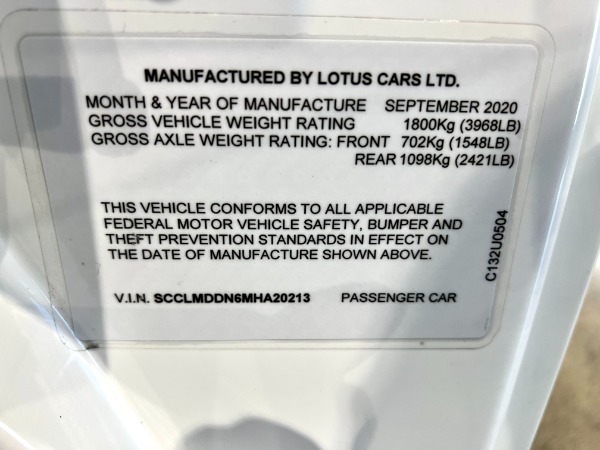 MANUFACTURED BY LOTUS CARS LTD.
MONTH & YEAR OF MANUFACTURE SEPTEMBER 2020
GROSS VEHICLE WEIGHT RATING 1800Kg (3968LB)
GROSS AXLE WEIGHT RATING: FRONT 702Kg (1548LB)
REAR 1098Kg (2421LB)
THIS VEHICLE CONFORMS TO ALL APPLICABLE
FEDERAL MOTOR VEHICLE SAFETY, BUMPER AND
THEFT PREVENTION STANDARDS IN EFFECT ON
THE DATE OF MANUFACTURE SHOWN ABOVE.
V.I.N. SCCLMDDN6MHA20213 PASSENGER CAR
C132U0504